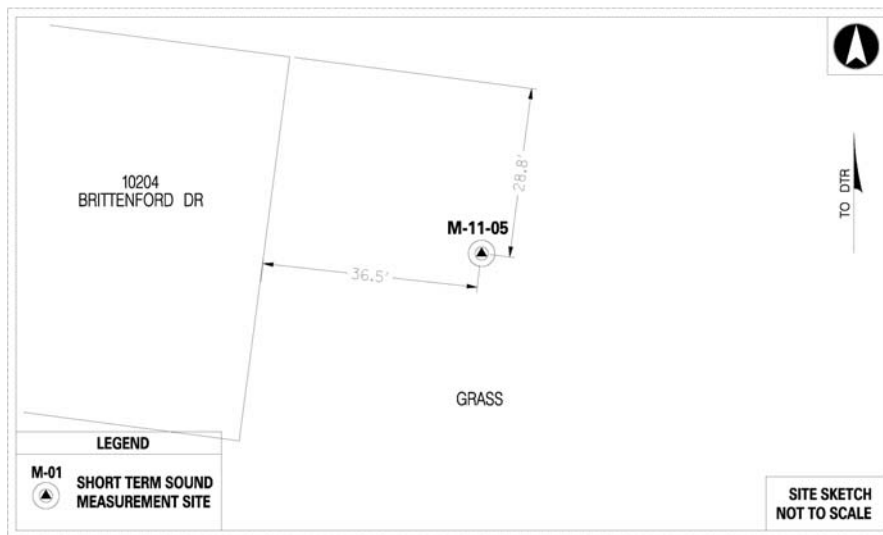 10204
BRITTENFORD DR
28.8'
TO DTR
M-11-05
36.5'
GRASS
LEGEND
M-01
SHORT TERM SOUND
MEASUREMENT SITE
SITE SKETCH
NOT TO SCALE